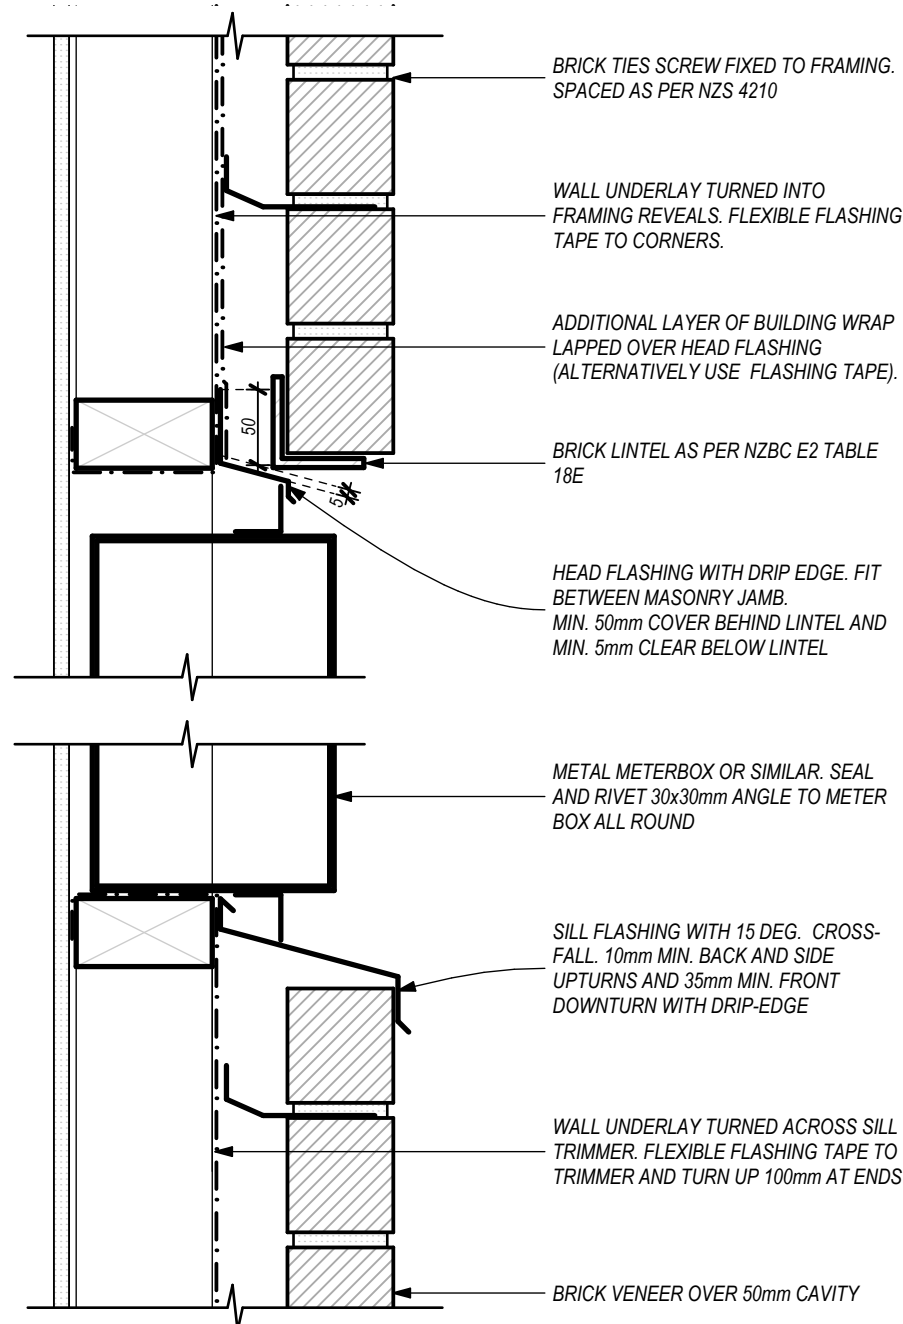 BRICK TIES SCREW FIXED TO FRAMING.
SPACED AS PER NZS 4210
WALL UNDERLAY TURNED INTO
FRAMING REVEALS. FLEXIBLE FLASHING
TAPE TO CORNERS.
ADDITIONAL LAYER OF BUILDING WRAP
LAPPED OVER HEAD FLASHING
(ALTERNATIVELY USE FLASHING TAPE).
50
BRICK LINTEL AS PER NZBC E2 TABLE
18E
5
HEAD FLASHING WITH DRIP EDGE. FIT
BETWEEN MASONRY JAMB.
MIN. 50mm COVER BEHIND LINTEL AND
MIN. 5mm CLEAR BELOW LINTEL
METAL METERBOX OR SIMILAR. SEAL
AND RIVET 30x30mm ANGLE TO METER
BOX ALL ROUND
SILL FLASHING WITH 15 DEG. CROSS-
FALL. 10mm MIN. BACK AND SIDE
UPTURNS AND 35mm MIN. FRONT
DOWNTURN WITH DRIP-EDGE
WALL UNDERLAY TURNED ACROSS SILL
TRIMMER. FLEXIBLE FLASHING TAPE TO
TRIMMER AND TURN UP 100mm AT ENDS
BRICK VENEER OVER 50mm CAVITY